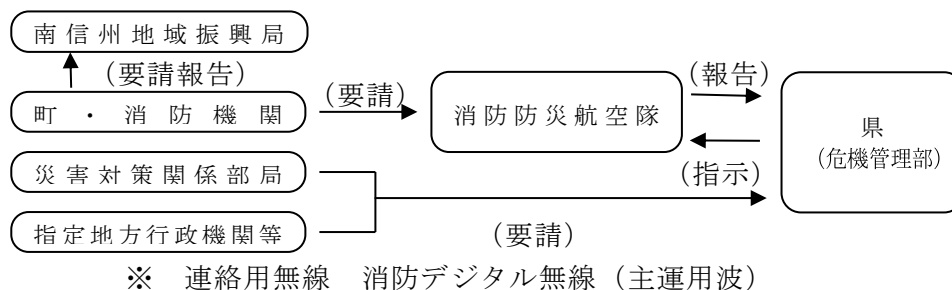 南信州地域振興局
（要請報告）
町・消防機関
（要請）
消防防災航空隊
（報告）
県
（危機管理部）
（指示）
災害対策関係部局
指定地方行政機関等
（要請）
※　連絡用無線　消防デジタル無線（主運用波）